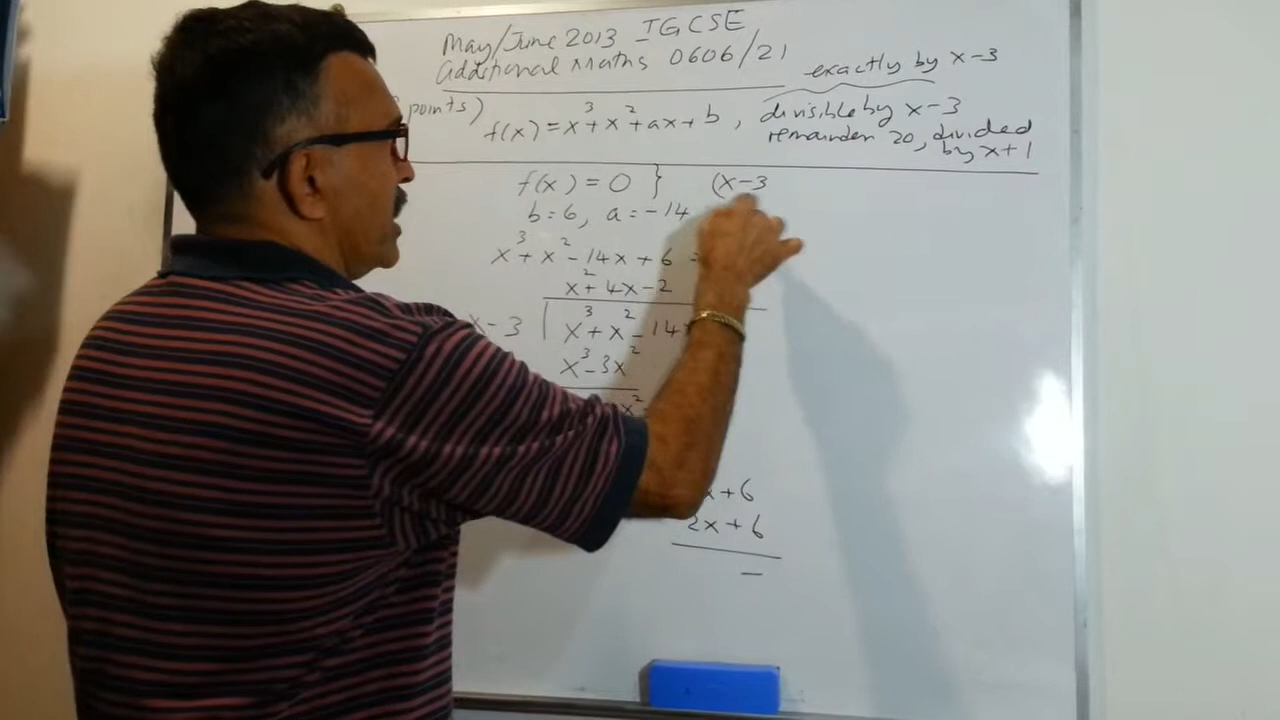 May/June 2013 IGCSE
Additional Maths 0606/21
exactly by x-3
points)
f(x)=x³+x²+ax+b, divisible by x-3
remainder 20, divided
by x+1
f(x)=0 } (x-3
b=6, a=-14
x³+x²-14x+6
x²+4x-2
x-3 x³+x²-14x
x³-3x²
x²
x+6
2x+6